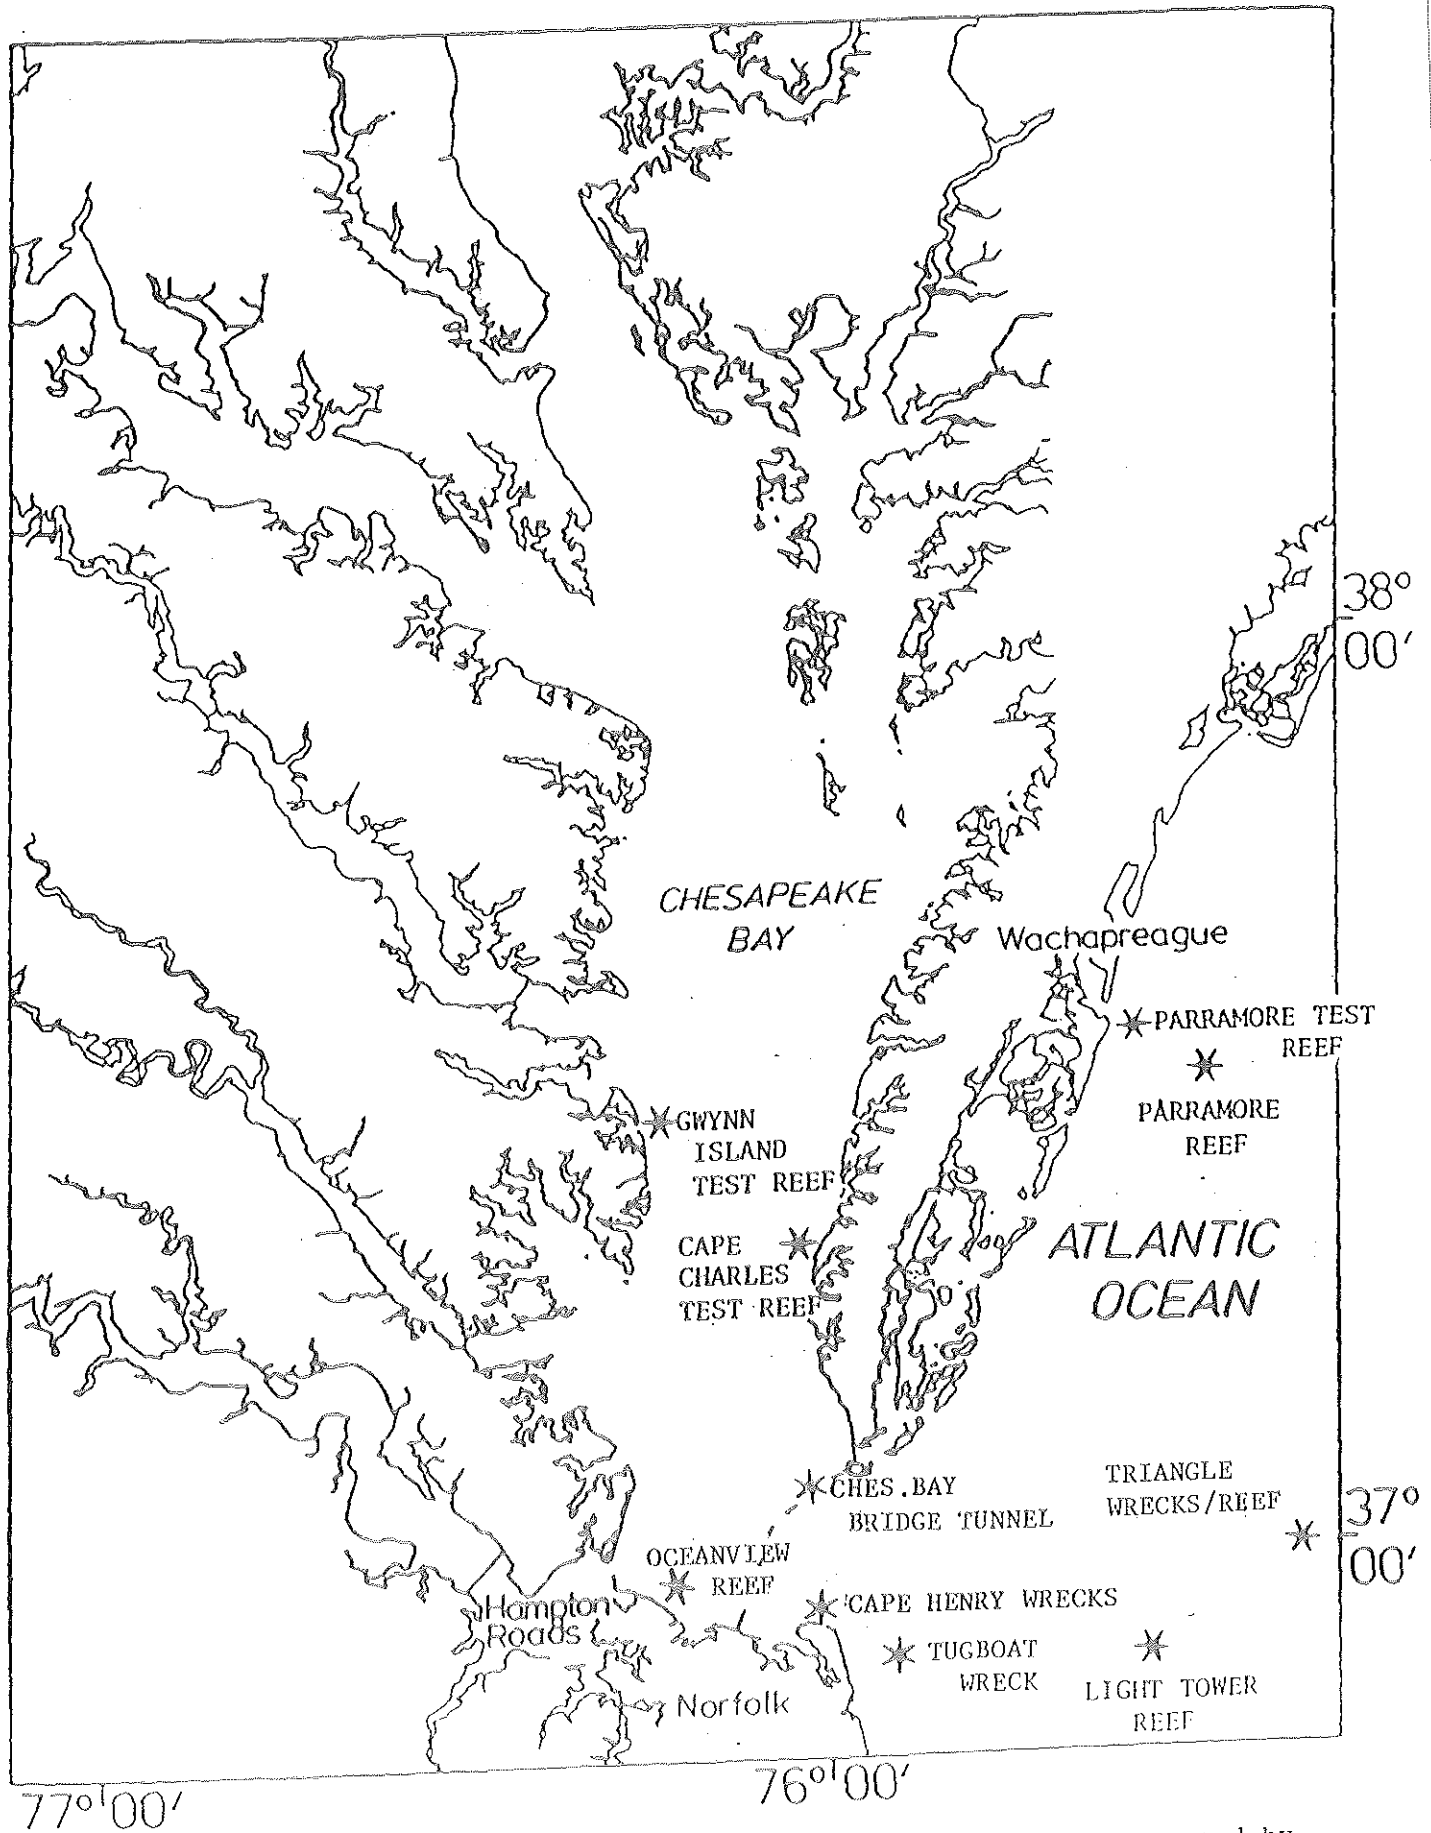 38°
00′
CHESAPEAKE
BAY
Wachapreague
PARRAMORE TEST
REEF
PARRAMORE
REEF
GWYNN
ISLAND
TEST REEF
CAPE
CHARLES
TEST REEF
ATLANTIC
OCEAN
CHES.BAY
BRIDGE TUNNEL
TRIANGLE
WRECKS/REEF
37°
00′
OCEANVIEW
REEF
Hampton
Roads
CAPE HENRY WRECKS
TUGBOAT
WRECK
LIGHT TOWER
REEF
Norfolk
76°00′
77°00′